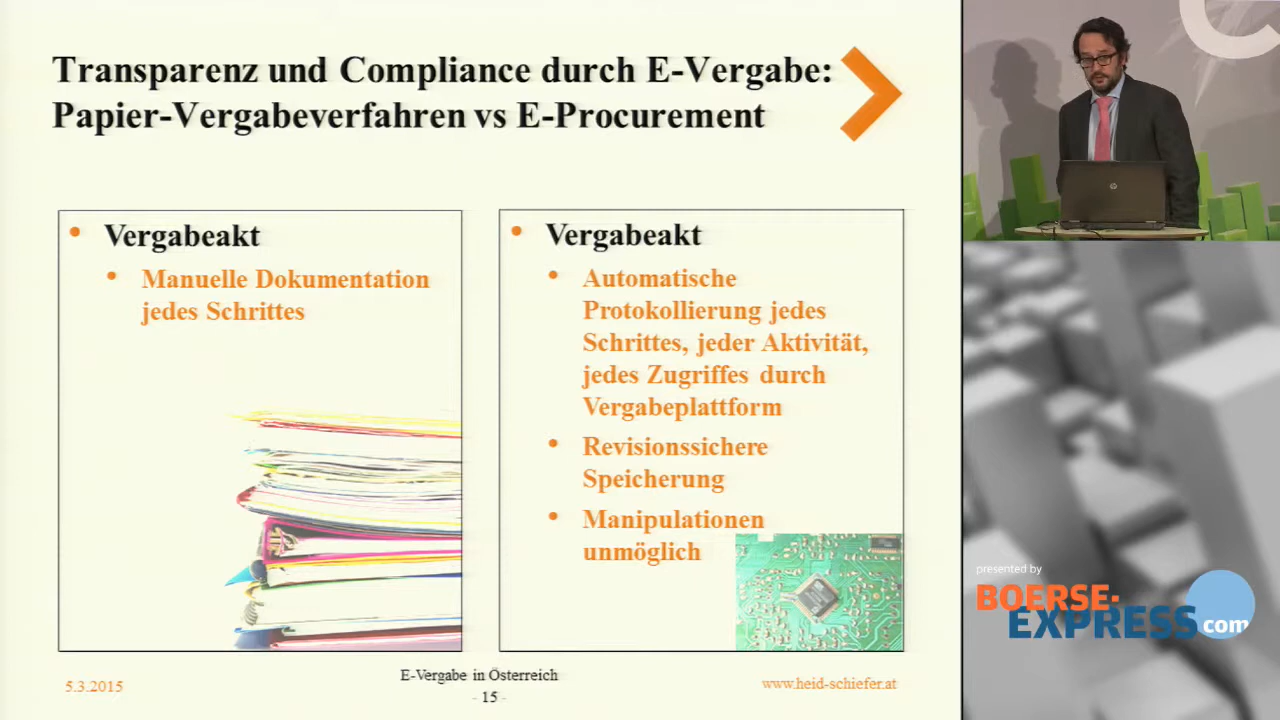 Transparenz und Compliance durch E-Vergabe:
Papier-Vergabeverfahren vs E-Procurement
Vergabeakt
Manuelle Dokumentation
jedes Schrittes
Vergabeakt
Automatische
Protokollierung jedes
Schrittes, jeder Aktivität,
jedes Zugriffes durch
Vergabeplattform
Revisionssichere
Speicherung
Manipulationen
unmöglich
5.3.2015
E-Vergabe in Österreich
- 15 -
www.heid-schiefer.at
hp
presented by
BOERSE-
EXPRESS
com